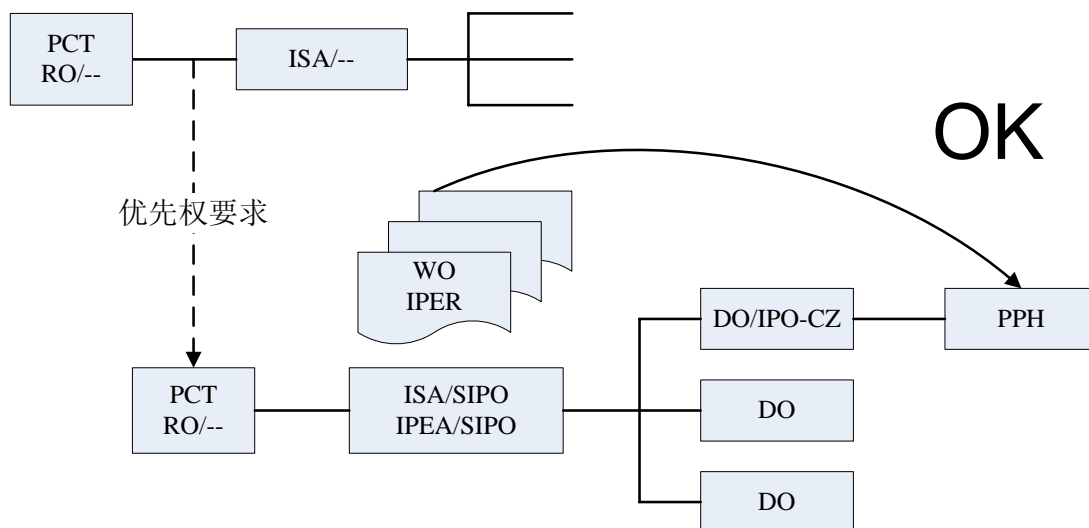 PCT
RO/--
ISA/--
OK
优先权要求
WO
IPER
DO/IPO-CZ
PPH
PCT
RO/--
ISA/SIPO
IPEA/SIPO
DO
DO